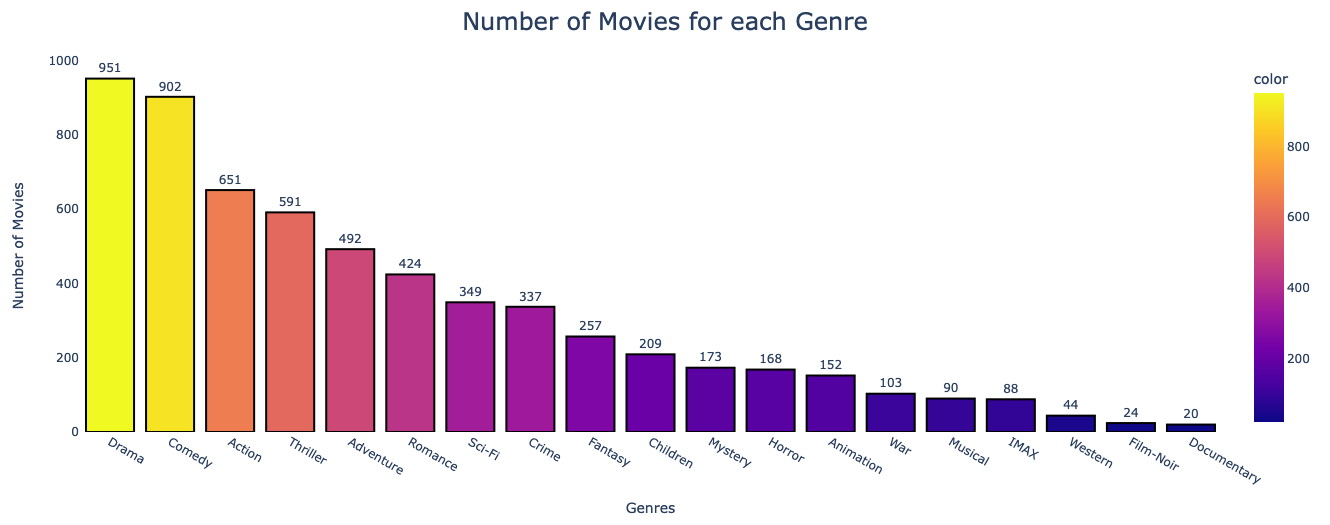 Number of Movies for each Genre
Number of Movies
1000
800
600
400
200
0
951
902
651
591
492
424
349
337
257
209
173
168
152
103
90
88
44
24
20
Drama
Comedy
Action
Thriller
Adventure
Romance
Sci-Fi
Crime
Fantasy
Children
Mystery
Horror
Animation
War
Musical
IMAX
Western
Film-Noir
Documentary
Genres
color
800
600
400
200